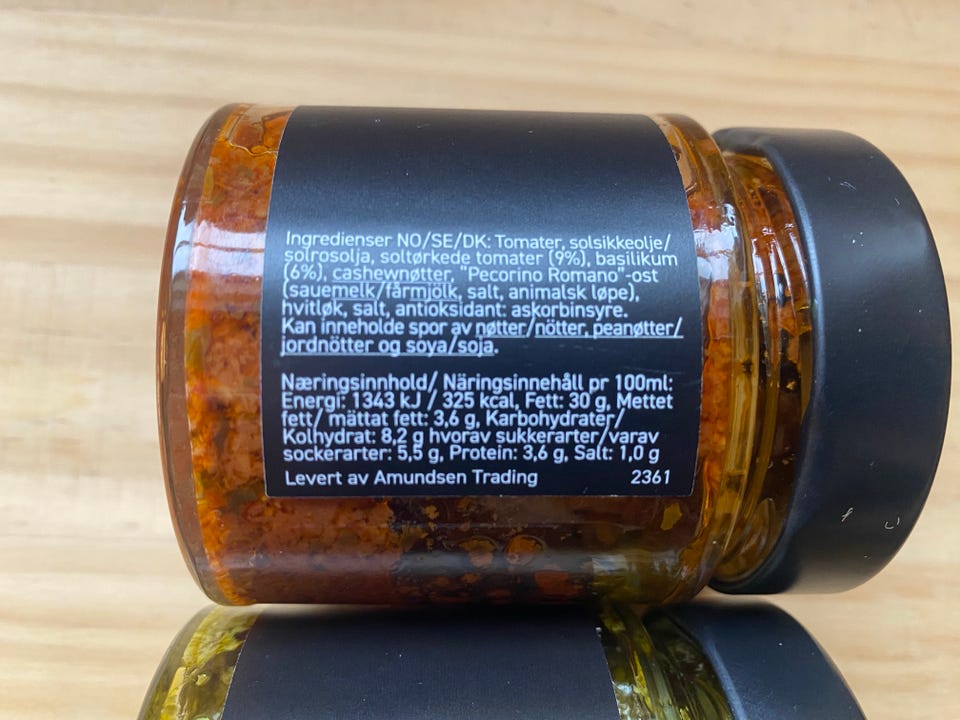 Ingredienser NO/SE/DK: Tomater, solsikkeolje/
solrosolja, soltørkede tomater (9%), basilikum
(6%), cashewnøtter, "Pecorino Romano"-ost
(sauemelk/fårmjölk, salt, animalsk løpe),
hvitløk, salt, antioksidant: askorbinsyre.
Kan inneholde spor av nøtter/nötter, peanøtter/
jordnötter og soya/soja.
Næringsinnhold/ Näringsinnehåll pr 100ml:
Energi: 1343 kJ / 325 kcal, Fett: 30 g, Mettet
fett/ mättat fett: 3,6 g, Karbohydrater/
Kolhydrat: 8,2 g hvorav sukkerarter/varav
sockerarter: 5,5 g, Protein: 3,6 g, Salt: 1,0 g
Levert av Amundsen Trading 2361